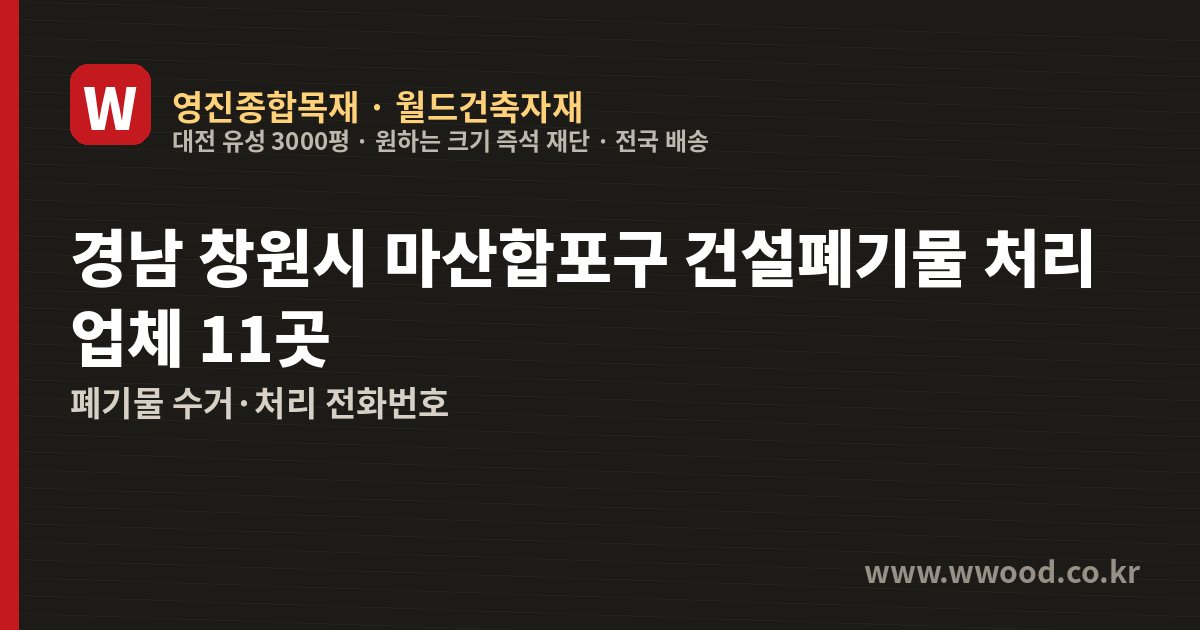 W
영진종합목재 · 월드건축자재
대전 유성 3000평 · 원하는 크기 즉석 재단 · 전국 배송
경남 창원시 마산합포구 건설폐기물 처리
업체 11곳
폐기물 수거·처리 전화번호
www.wwood.co.kr